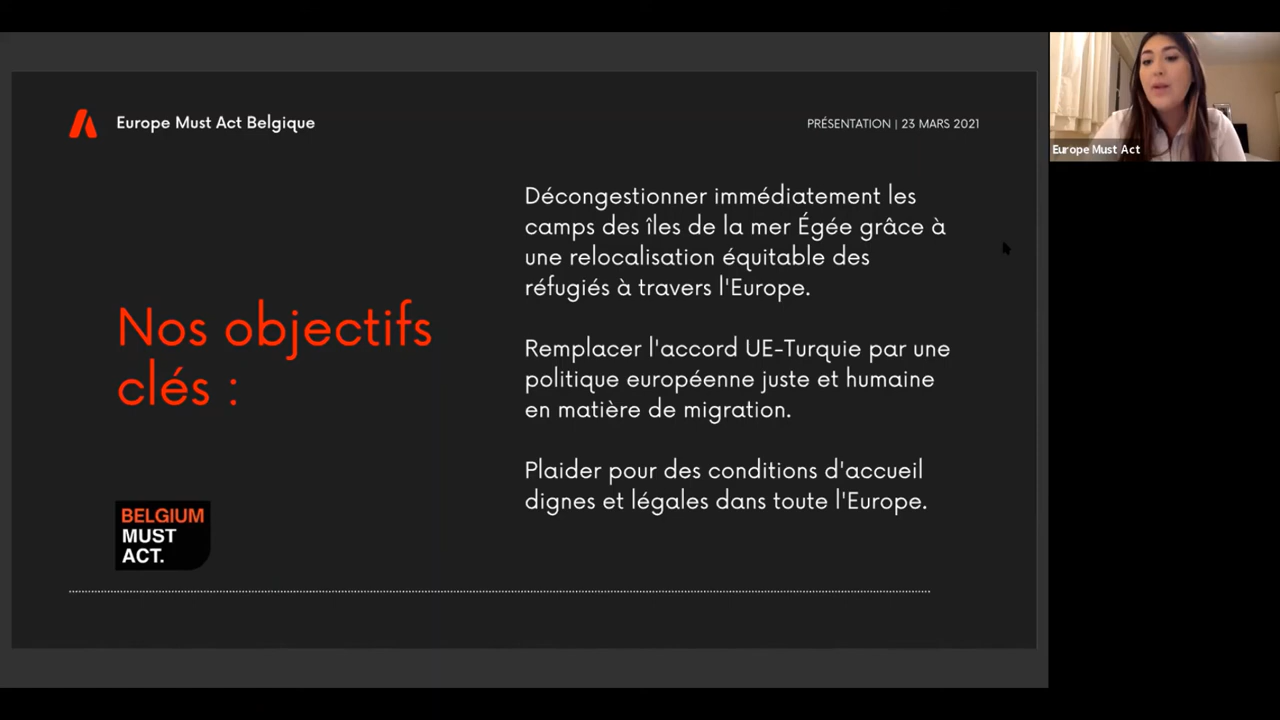 Europe Must Act Belgique
PRÉSENTATION | 23 MARS 2021
Nos objectifs
clés :
Décongestionner immédiatement les
camps des îles de la mer Égée grâce à
une relocalisation équitable des
réfugiés à travers l'Europe.
Remplacer l'accord UE-Turquie par une
politique européenne juste et humaine
en matière de migration.
Plaider pour des conditions d'accueil
dignes et légales dans toute l'Europe.
BELGIUM
MUST
ACT.
Europe Must Act